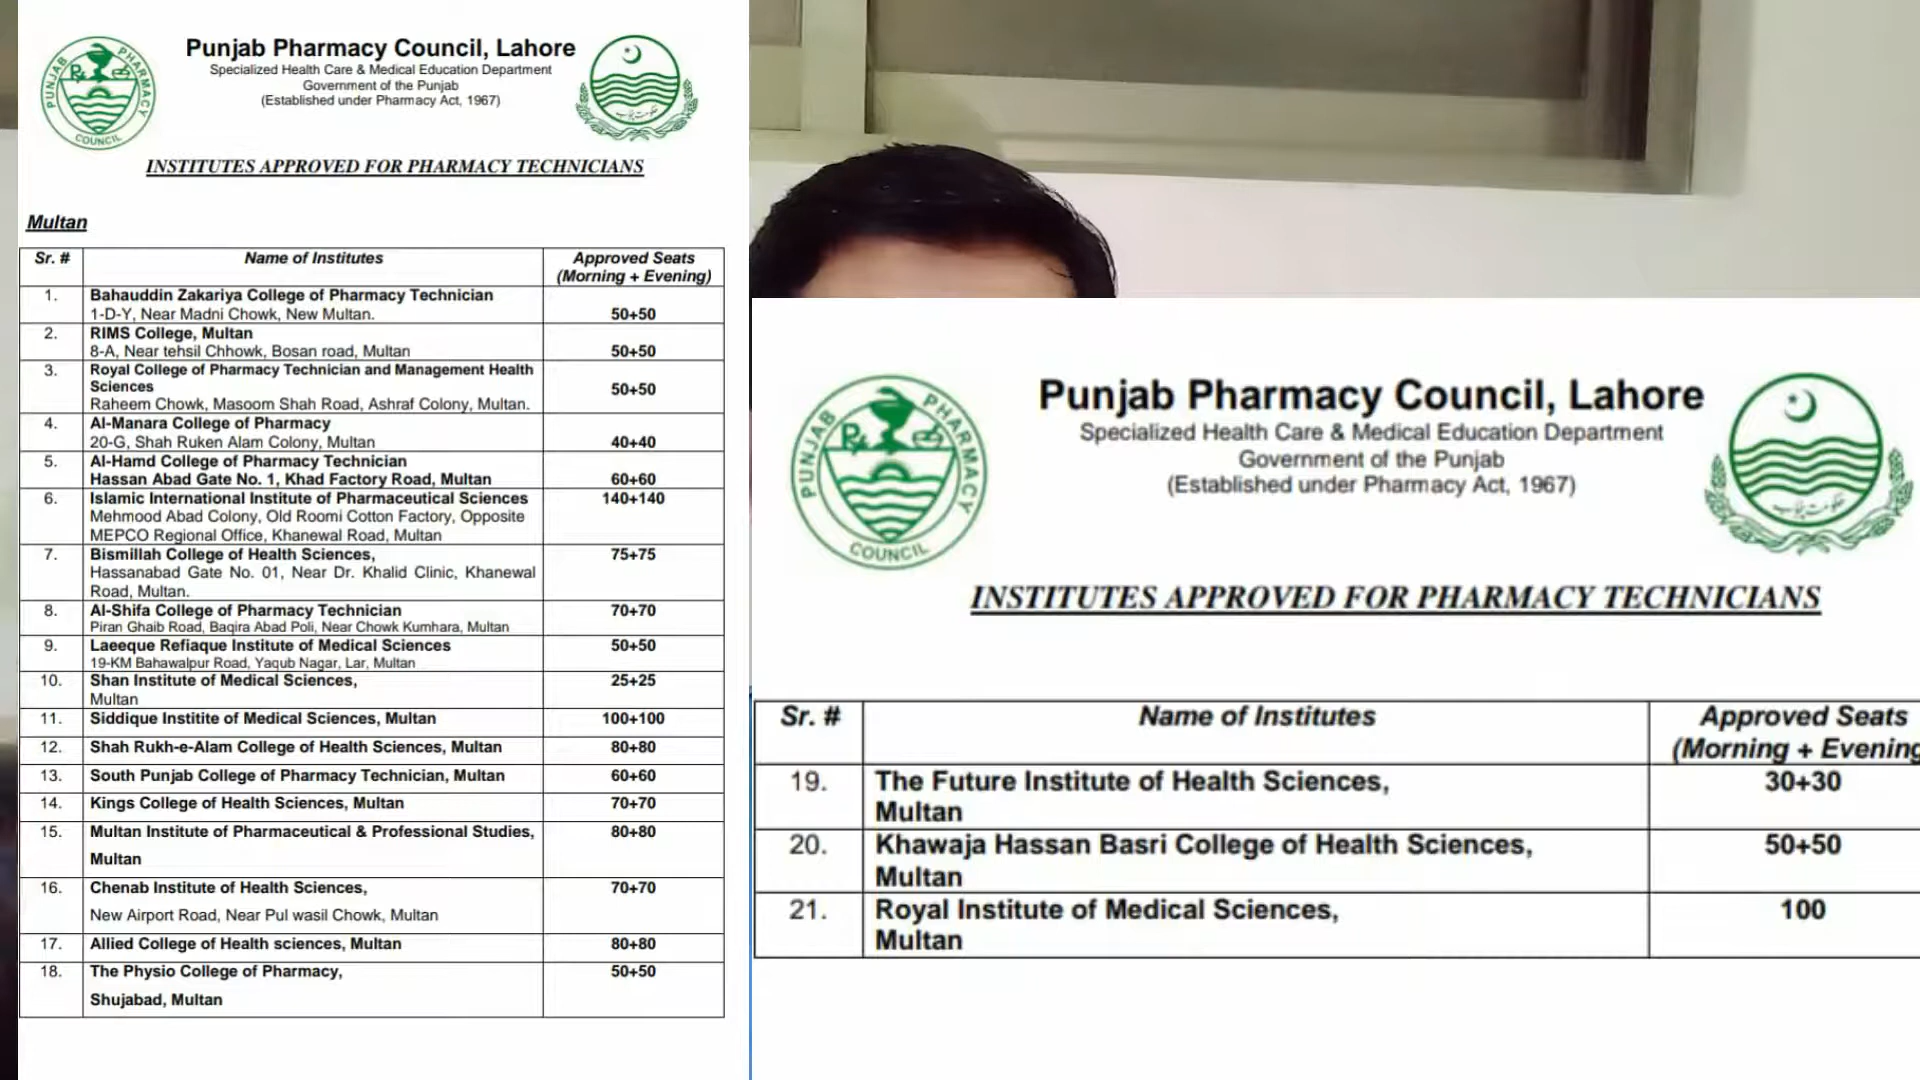 PUNJAB PHARMACY COUNCIL
Punjab Pharmacy Council, Lahore
Specialized Health Care & Medical Education Department
Government of the Punjab
(Established under Pharmacy Act, 1967)
INSTITUTES APPROVED FOR PHARMACY TECHNICIANS
Multan
Sr. # Name of Institutes Approved Seats
(Morning + Evening)
1. Bahauddin Zakariya College of Pharmacy Technician
1-D-Y, Near Madni Chowk, New Multan. 50+50
2. RIMS College, Multan
8-A, Near tehsil Chhowk, Bosan road, Multan 50+50
3. Royal College of Pharmacy Technician and Management Health
Sciences 50+50
Raheem Chowk, Masoom Shah Road, Ashraf Colony, Multan.
4. Al-Manara College of Pharmacy
20-G, Shah Ruken Alam Colony, Multan 40+40
5. Al-Hamd College of Pharmacy Technician
Hassan Abad Gate No. 1, Khad Factory Road, Multan 60+60
6. Islamic International Institute of Pharmaceutical Sciences 140+140
Mehmood Abad Colony, Old Roomi Cotton Factory, Opposite
MEPCO Regional Office, Khanewal Road, Multan
7. Bismillah College of Health Sciences, 75+75
Hassanabad Gate No. 01, Near Dr. Khalid Clinic, Khanewal
Road, Multan.
8. Al-Shifa College of Pharmacy Technician 70+70
Piran Ghaib Road, Baqira Abad Poli, Near Chowk Kumhara, Multan
9. Laeeque Refiaque Institute of Medical Sciences 50+50
19-KM Bahawalpur Road, Yaqub Nagar, Lar, Multan
10. Shan Institute of Medical Sciences, 25+25
Multan
11. Siddique Institite of Medical Sciences, Multan 100+100
12. Shah Rukh-e-Alam College of Health Sciences, Multan 80+80
13. South Punjab College of Pharmacy Technician, Multan 60+60
14. Kings College of Health Sciences, Multan 70+70
15. Multan Institute of Pharmaceutical & Professional Studies, 80+80
Multan
16. Chenab Institute of Health Sciences, 70+70
New Airport Road, Near Pul wasil Chowk, Multan
17. Allied College of Health sciences, Multan 80+80
18. The Physio College of Pharmacy, 50+50
Shujabad, Multan
PUNJAB PHARMACY COUNCIL
Punjab Pharmacy Council, Lahore
Specialized Health Care & Medical Education Department
Government of the Punjab
(Established under Pharmacy Act, 1967)
INSTITUTES APPROVED FOR PHARMACY TECHNICIANS
Sr. # Name of Institutes Approved Seats
(Morning + Evening
19. The Future Institute of Health Sciences, 30+30
Multan
20. Khawaja Hassan Basri College of Health Sciences, 50+50
Multan
21. Royal Institute of Medical Sciences, 100
Multan